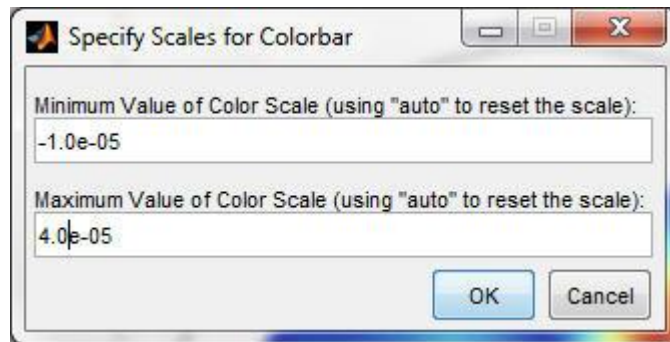 Specify Scales for Colorbar
Minimum Value of Color Scale (using "auto" to reset the scale):
-1.0e-05
Maximum Value of Color Scale (using "auto" to reset the scale):
4.0e-05
OK Cancel